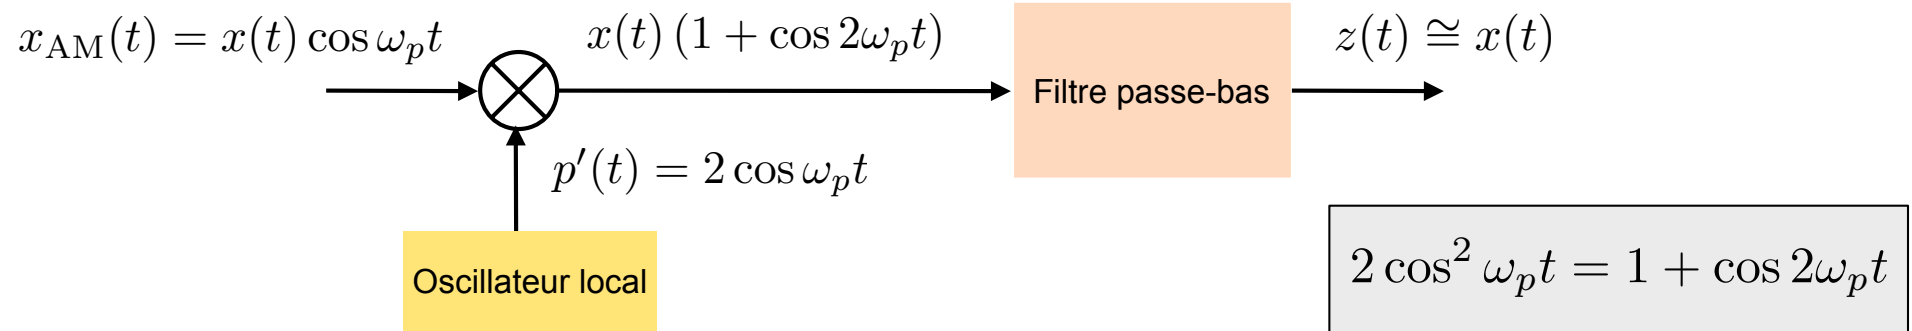 x_AM(t) = x(t) cos ω_p t
x(t) (1 + cos 2ω_p t)
z(t) ≅ x(t)
Filtre passe-bas
p′(t) = 2 cos ω_p t
Oscillateur local
2 cos² ω_p t = 1 + cos 2ω_p t